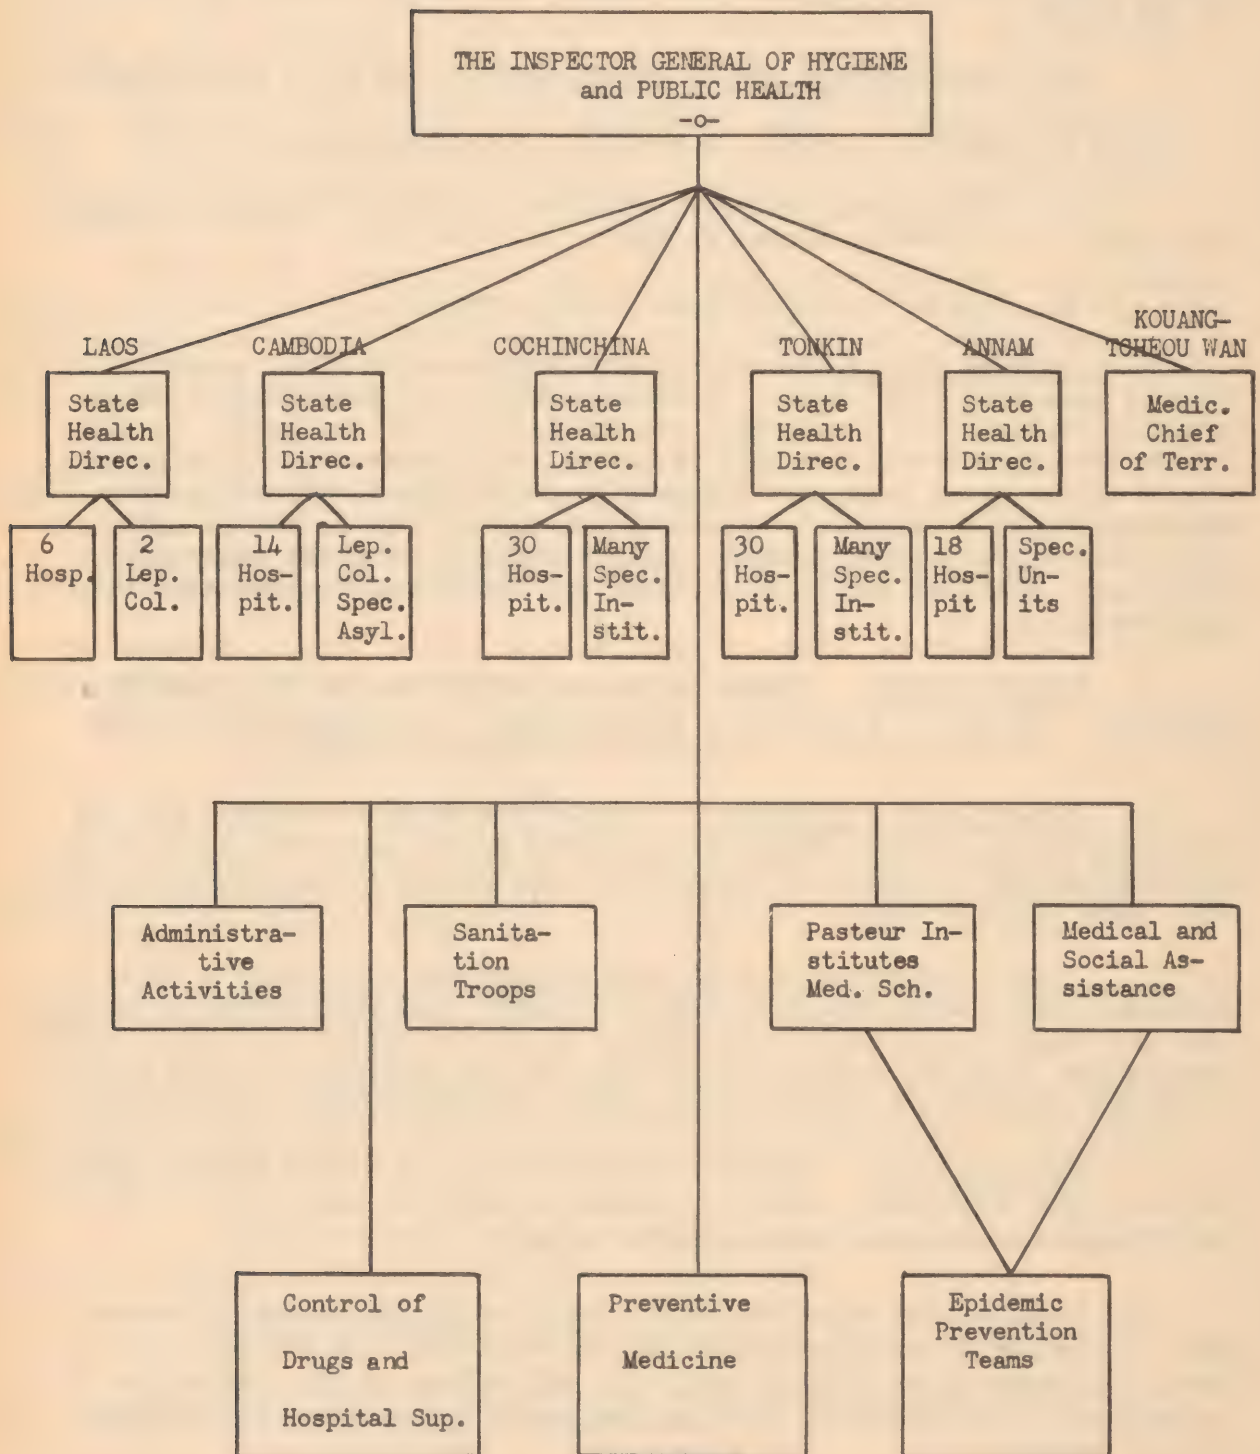 THE INSPECTOR GENERAL OF HYGIENE
and PUBLIC HEALTH
-o-
LAOS
CAMBODIA
COCHINCHINA
TONKIN
ANNAM
KOUANG-
TCHEOU WAN
State
Health
Direc.
State
Health
Direc.
State
Health
Direc.
State
Health
Direc.
State
Health
Direc.
Medic.
Chief
of Terr.
6
Hosp.
2
Lep.
Col.
14
Hos-
pit.
Lep.
Col.
Spec.
Asyl.
30
Hos-
pit.
Many
Spec.
In-
stit.
30
Hos-
pit.
Many
Spec.
In-
stit.
18
Hos-
pit
Spec.
Un-
its
Administra-
tive
Activities
Sanita-
tion
Troops
Pasteur In-
stitutes
Med. Sch.
Medical and
Social As-
sistance
Control of
Drugs and
Hospital Sup.
Preventive
Medicine
Epidemic
Prevention
Teams